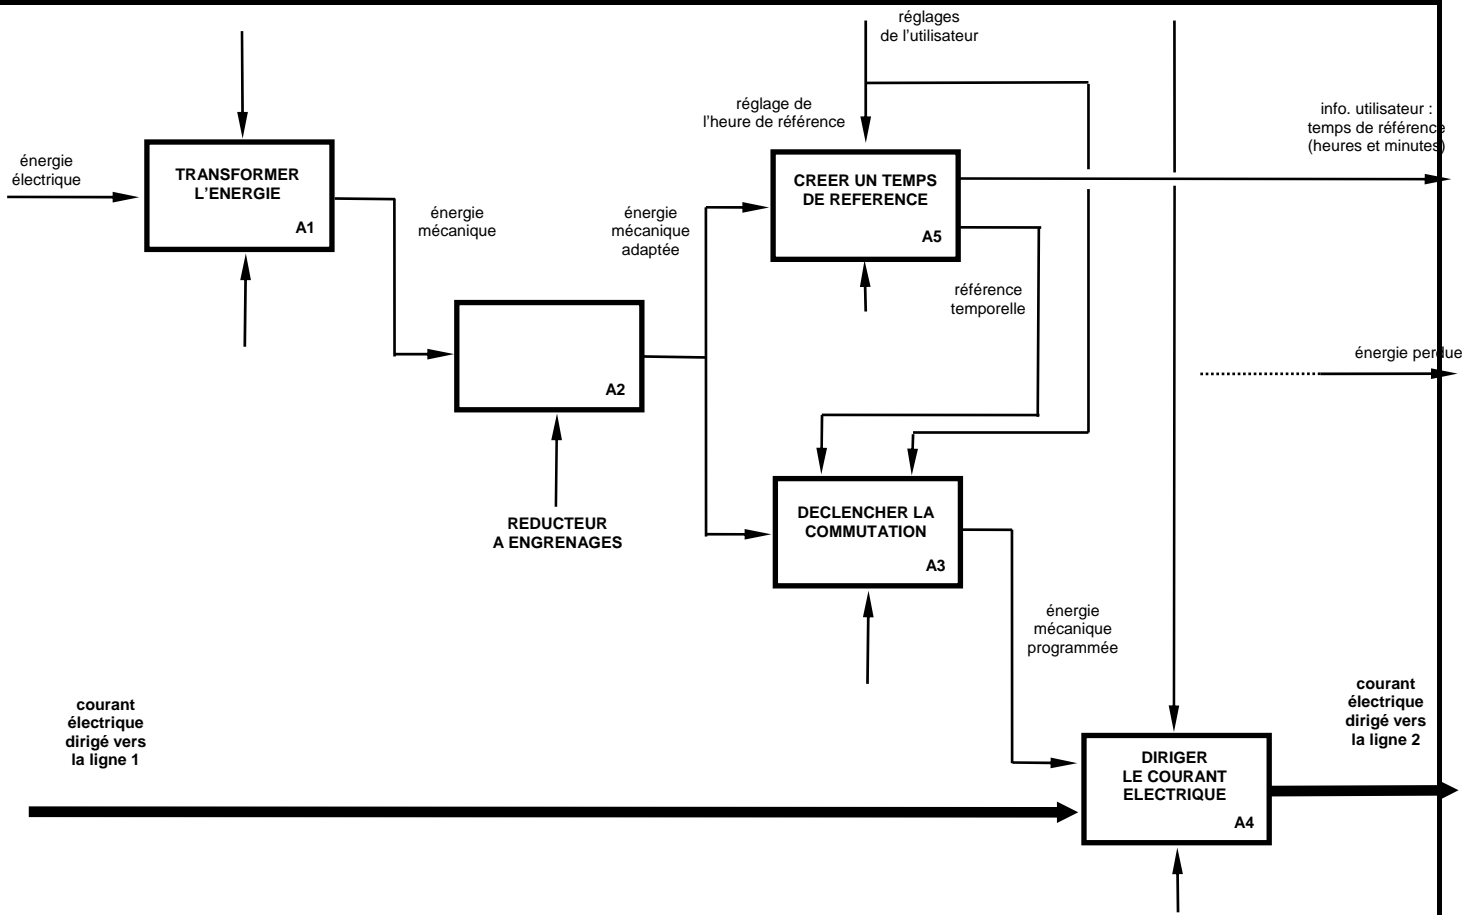 réglages
de l'utilisateur
réglage de
l'heure de référence
info. utilisateur :
temps de référence
(heures et minutes)
énergie
électrique
TRANSFORMER
L'ENERGIE
A1
énergie
mécanique
énergie
mécanique
adaptée
CREER UN TEMPS
DE REFERENCE
A5
référence
temporelle
énergie perdue
A2
REDUCTEUR
A ENGRENAGES
DECLENCHER LA
COMMUTATION
A3
énergie
mécanique
programmée
courant
électrique
dirigé vers
la ligne 1
courant
électrique
dirigé vers
la ligne 2
DIRIGER
LE COURANT
ELECTRIQUE
A4